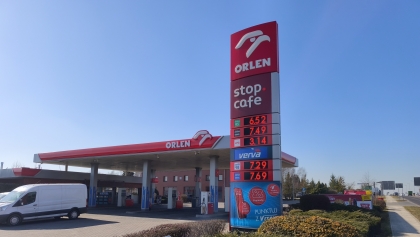 ORLEN
stop
cafe
6.52
7.49
3.14
verva
7.29
7.69
ORLEN